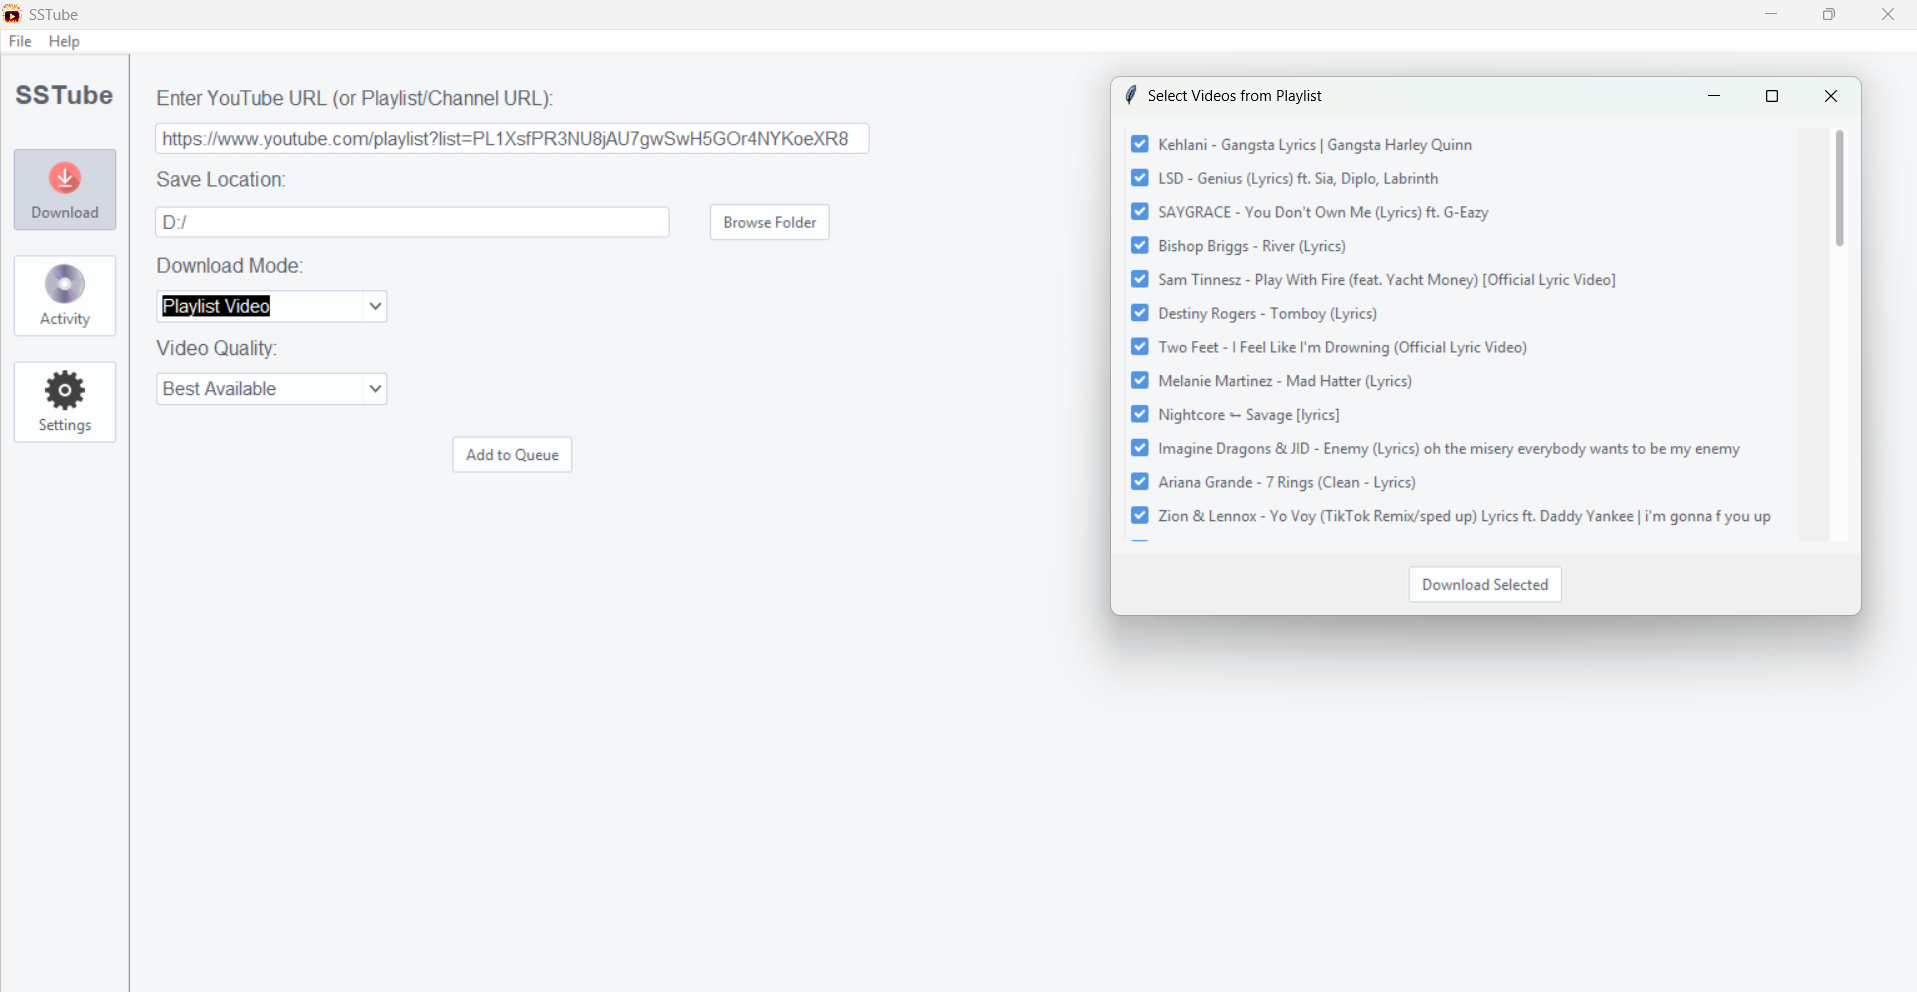 SSTube
File Help
SSTube
Download
Activity
Settings
Enter YouTube URL (or Playlist/Channel URL):
https://www.youtube.com/playlist?list=PL1XsfPR3NU8jAU7gwSwH5GOr4NYKoeXR8
Save Location:
D:/
Browse Folder
Download Mode:
Playlist Video
Video Quality:
Best Available
Add to Queue
Select Videos from Playlist
Kehlani - Gangsta Lyrics | Gangsta Harley Quinn
LSD - Genius (Lyrics) ft. Sia, Diplo, Labrinth
SAYGRACE - You Don't Own Me (Lyrics) ft. G-Eazy
Bishop Briggs - River (Lyrics)
Sam Tinnesz - Play With Fire (feat. Yacht Money) [Official Lyric Video]
Destiny Rogers - Tomboy (Lyrics)
Two Feet - I Feel Like I'm Drowning (Official Lyric Video)
Melanie Martinez - Mad Hatter (Lyrics)
Nightcore ⥊ Savage [lyrics]
Imagine Dragons & JID - Enemy (Lyrics) oh the misery everybody wants to be my enemy
Ariana Grande - 7 Rings (Clean - Lyrics)
Zion & Lennox - Yo Voy (TikTok Remix/sped up) Lyrics ft. Daddy Yankee | i'm gonna f you up
Download Selected